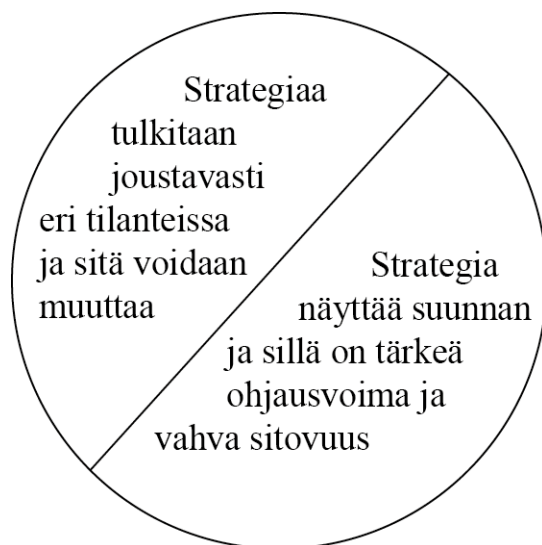 Strategiaa
tulkitaan
joustavasti
eri tilanteissa
ja sitä voidaan
muuttaa
Strategia
näyttää suunnan
ja sillä on tärkeä
ohjausvoima ja
vahva sitovuus